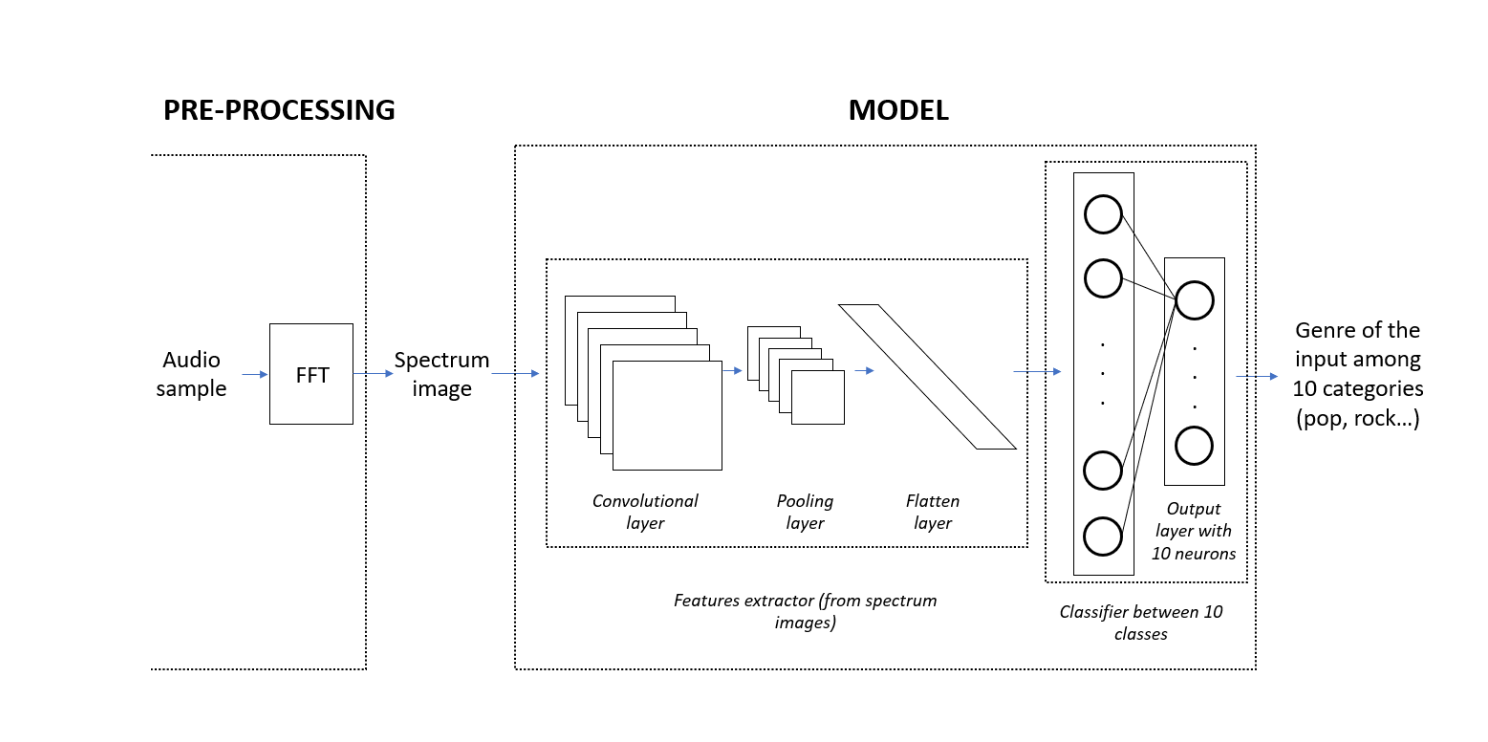 PRE-PROCESSING
MODEL
Audio
sample
FFT
Spectrum
image
Convolutional
layer
Pooling
layer
Flatten
layer
Features extractor (from spectrum
images)
Output
layer with
10 neurons
Classifier between 10
classes
Genre of the
input among
10 categories
(pop, rock...)